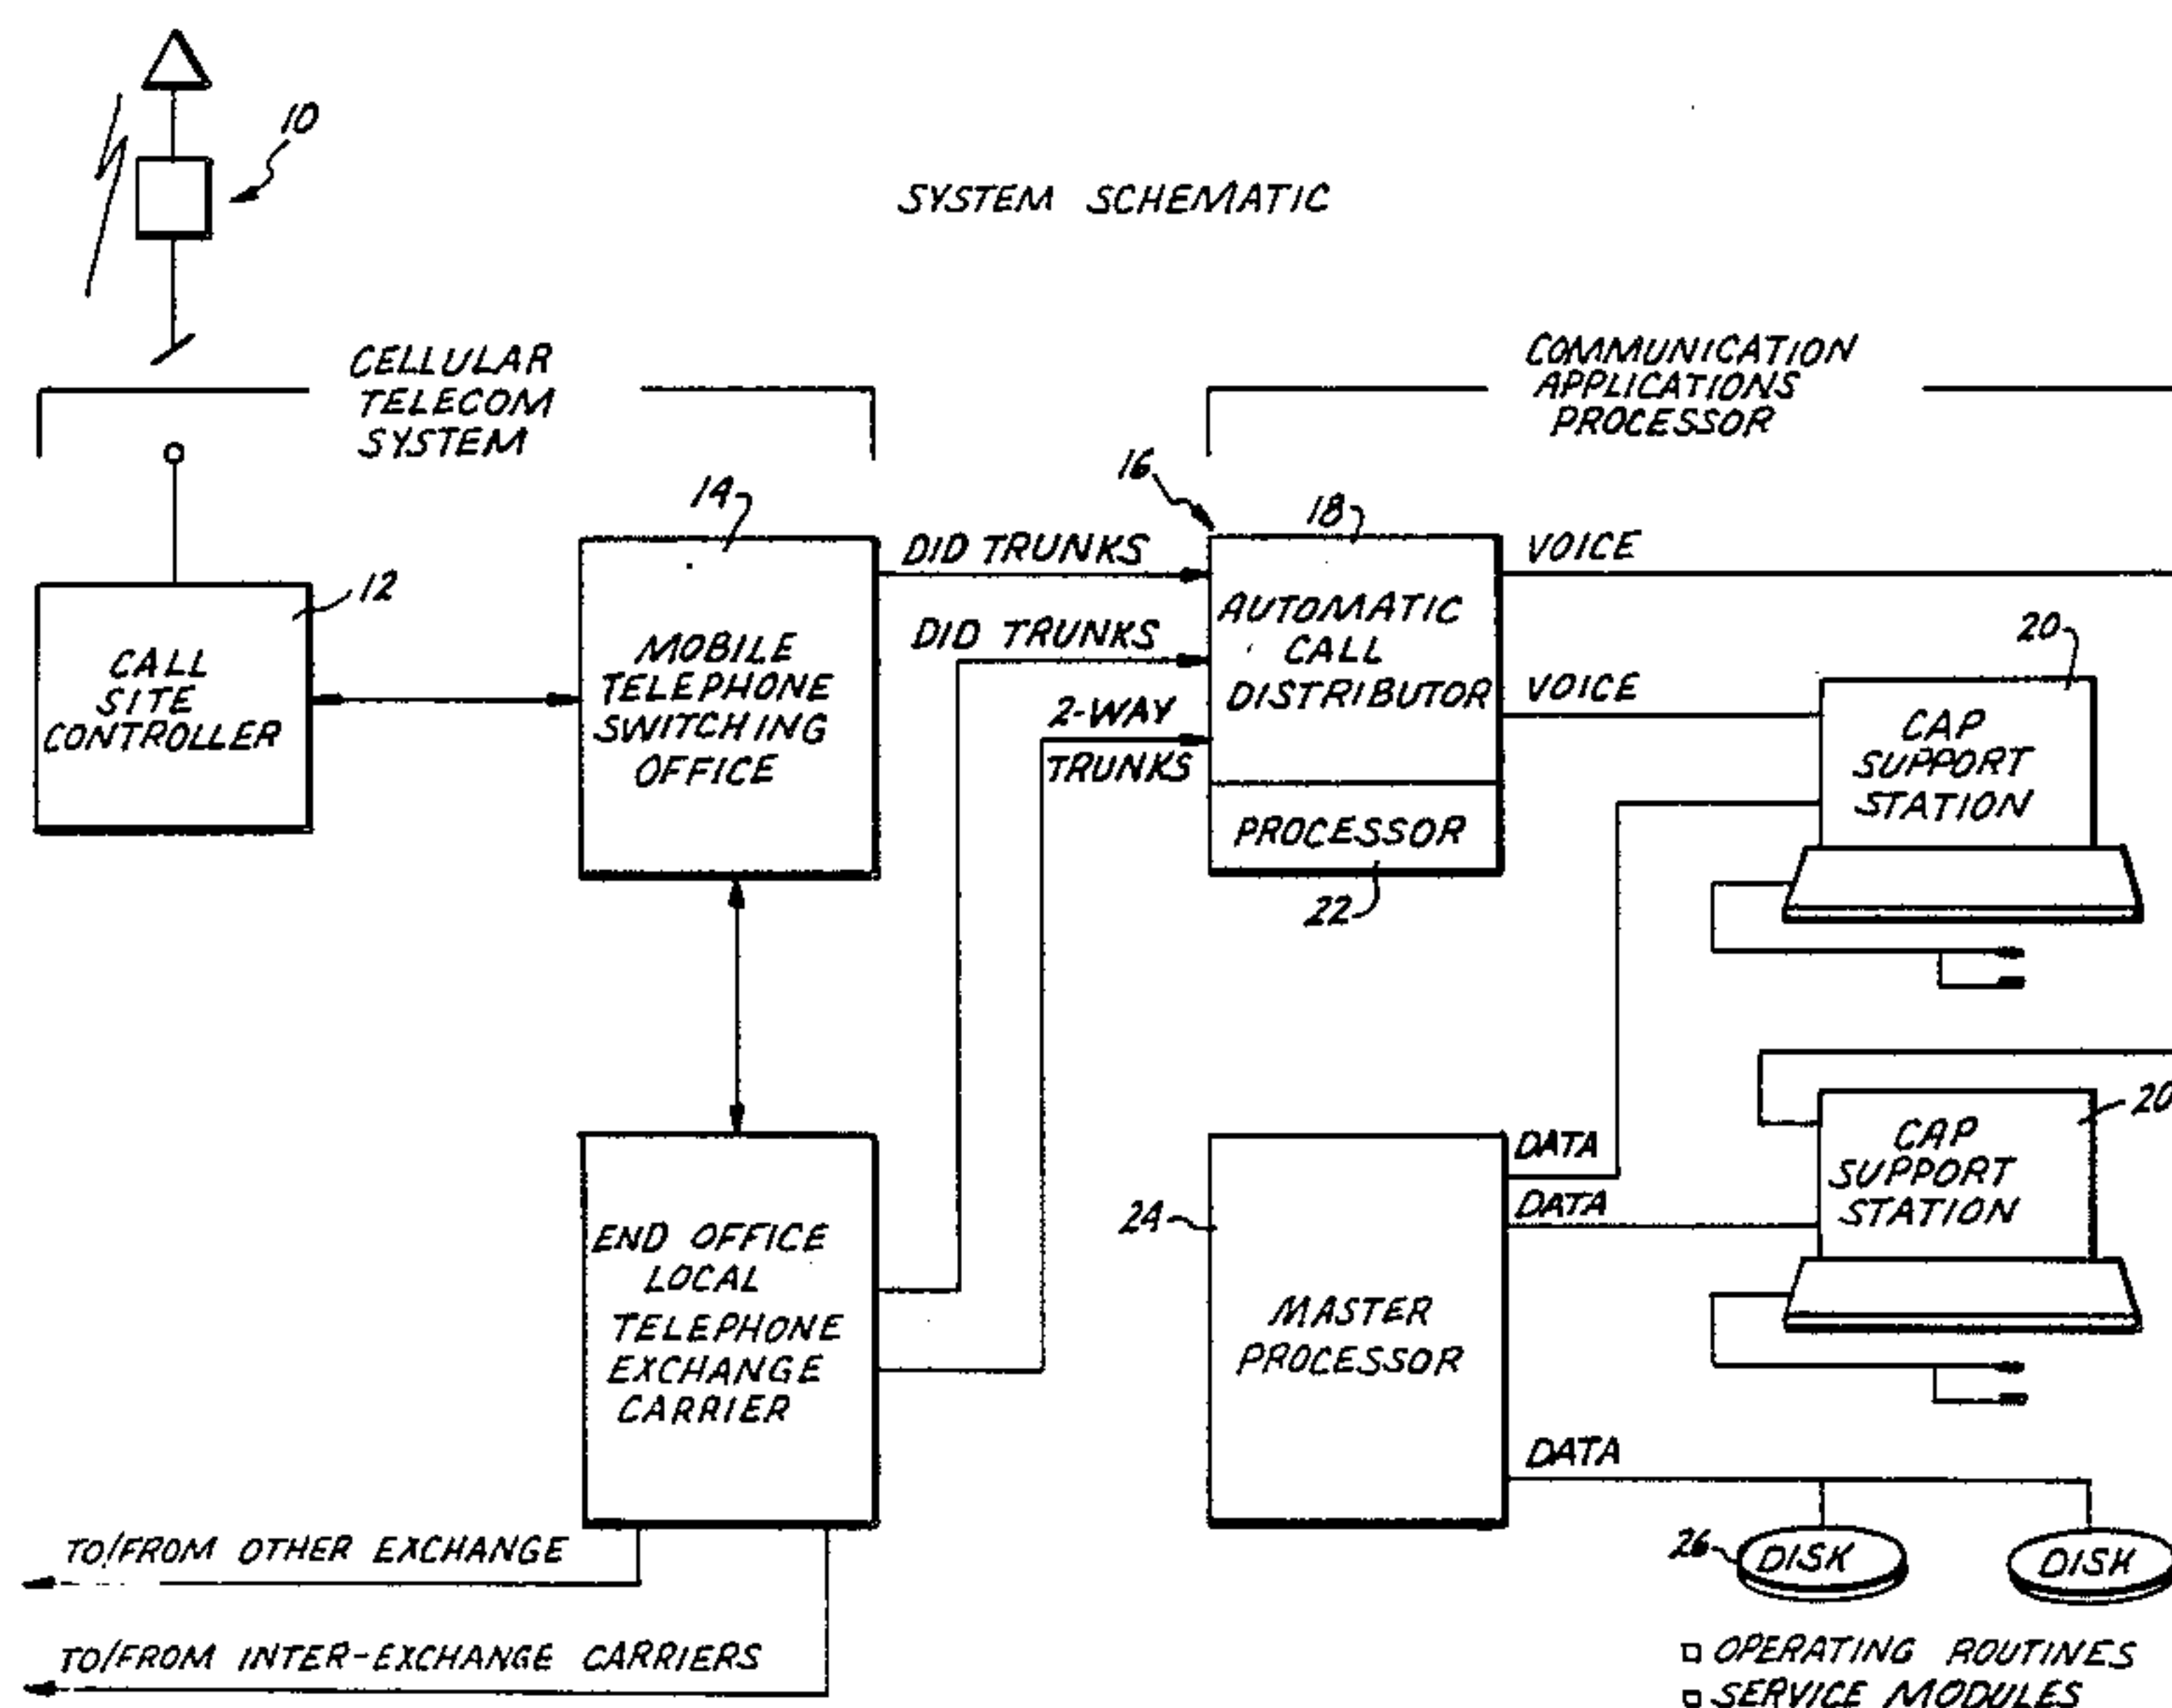 10
SYSTEM SCHEMATIC
CELLULAR
TELECOM
SYSTEM
COMMUNICATION
APPLICATIONS
PROCESSOR
12
CALL
SITE
CONTROLLER
14
MOBILE
TELEPHONE
SWITCHING
OFFICE
DID TRUNKS
DID TRUNKS
2-WAY
TRUNKS
16
18
AUTOMATIC
CALL
DISTRIBUTOR
PROCESSOR
22
VOICE
VOICE
20
CAP
SUPPORT
STATION
20
CAP
SUPPORT
STATION
END OFFICE
LOCAL
TELEPHONE
EXCHANGE
CARRIER
24
MASTER
PROCESSOR
DATA
DATA
DATA
26
DISK
DISK
TO/FROM OTHER EXCHANGE
TO/FROM INTER-EXCHANGE CARRIERS
OPERATING ROUTINES
SERVICE MODULES